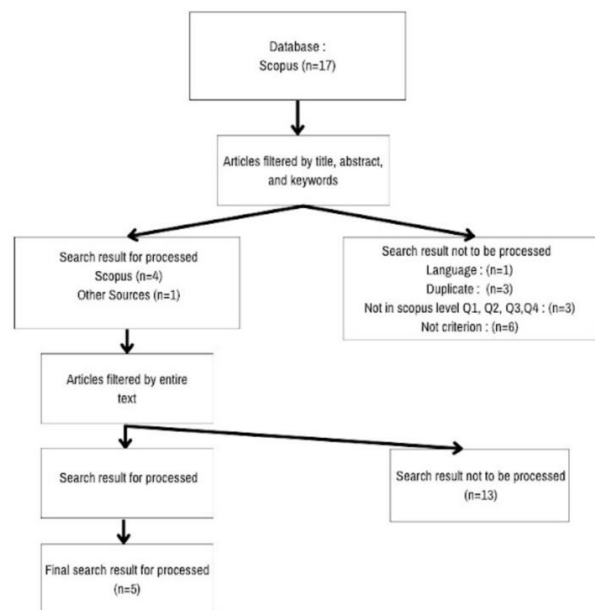 Database :
Scopus (n=17)
Articles filtered by title, abstract,
and keywords
Search result for processed
Scopus (n=4)
Other Sources (n=1)
Search result not to be processed
Language : (n=1)
Duplicate : (n=3)
Not in scopus level Q1, Q2, Q3,Q4 : (n=3)
Not criterion : (n=6)
Articles filtered by entire
text
Search result for processed
Search result not to be processed
(n=13)
Final search result for processed
(n=5)